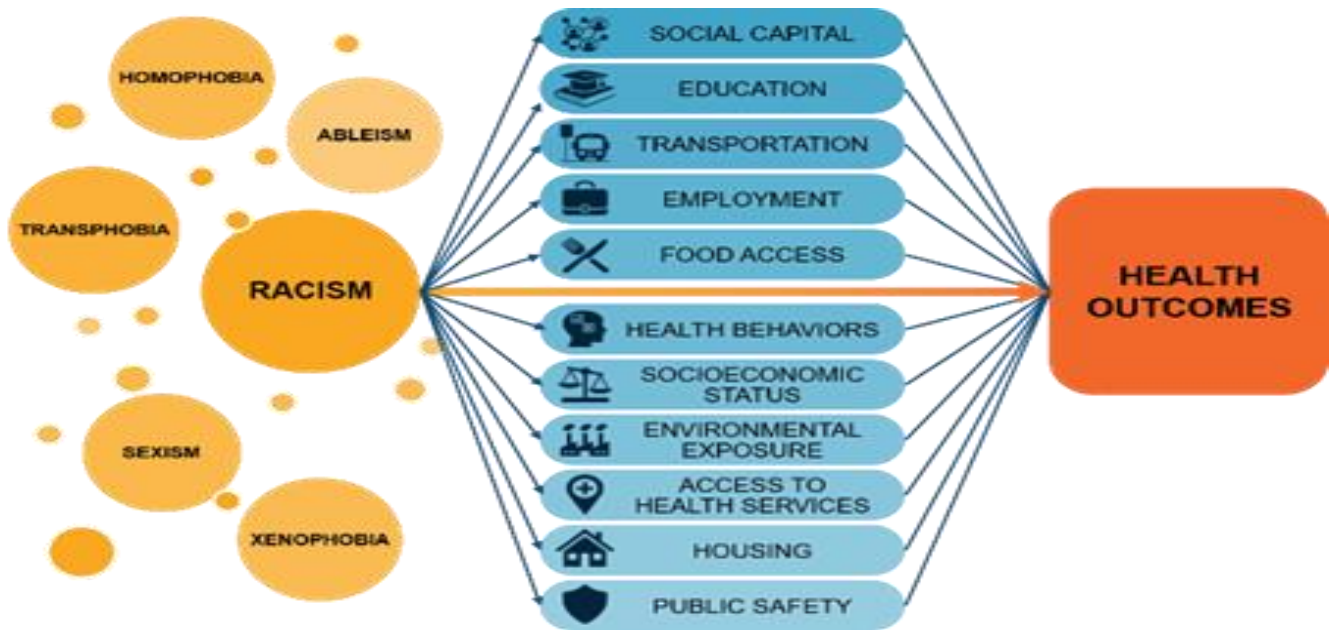 HOMOPHOBIA
ABLEISM
TRANSPHOBIA
RACISM
SEXISM
XENOPHOBIA
SOCIAL CAPITAL
EDUCATION
TRANSPORTATION
EMPLOYMENT
FOOD ACCESS
HEALTH BEHAVIORS
SOCIOECONOMIC
STATUS
ENVIRONMENTAL
EXPOSURE
ACCESS TO
HEALTH SERVICES
HOUSING
PUBLIC SAFETY
HEALTH
OUTCOMES